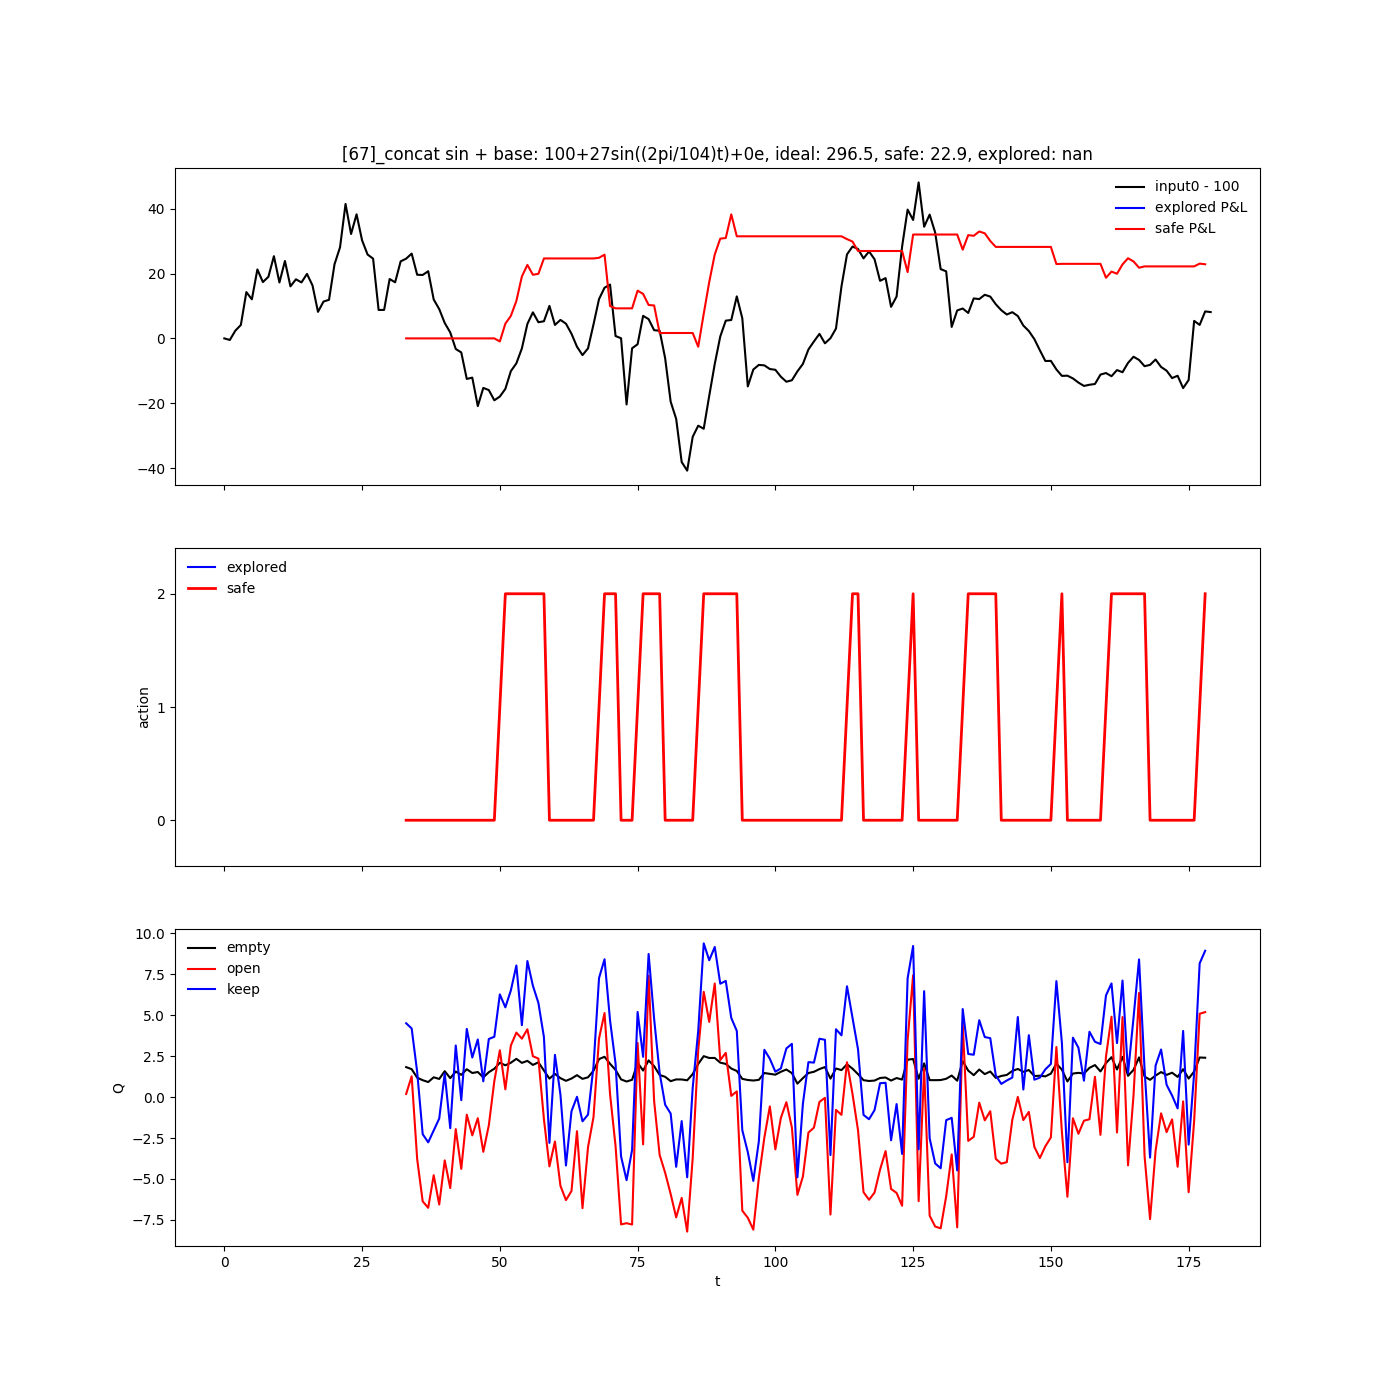 [67]_concat sin + base: 100+27sin((2pi/104)t)+0e, ideal: 296.5, safe: 22.9, explored: nan
input0 - 100
explored P&L
safe P&L
40
20
0
−20
−40
explored
safe
2
1
0
action
empty
open
keep
10.0
7.5
5.0
2.5
0.0
−2.5
−5.0
−7.5
Q
0 25 50 75 100 125 150 175
t